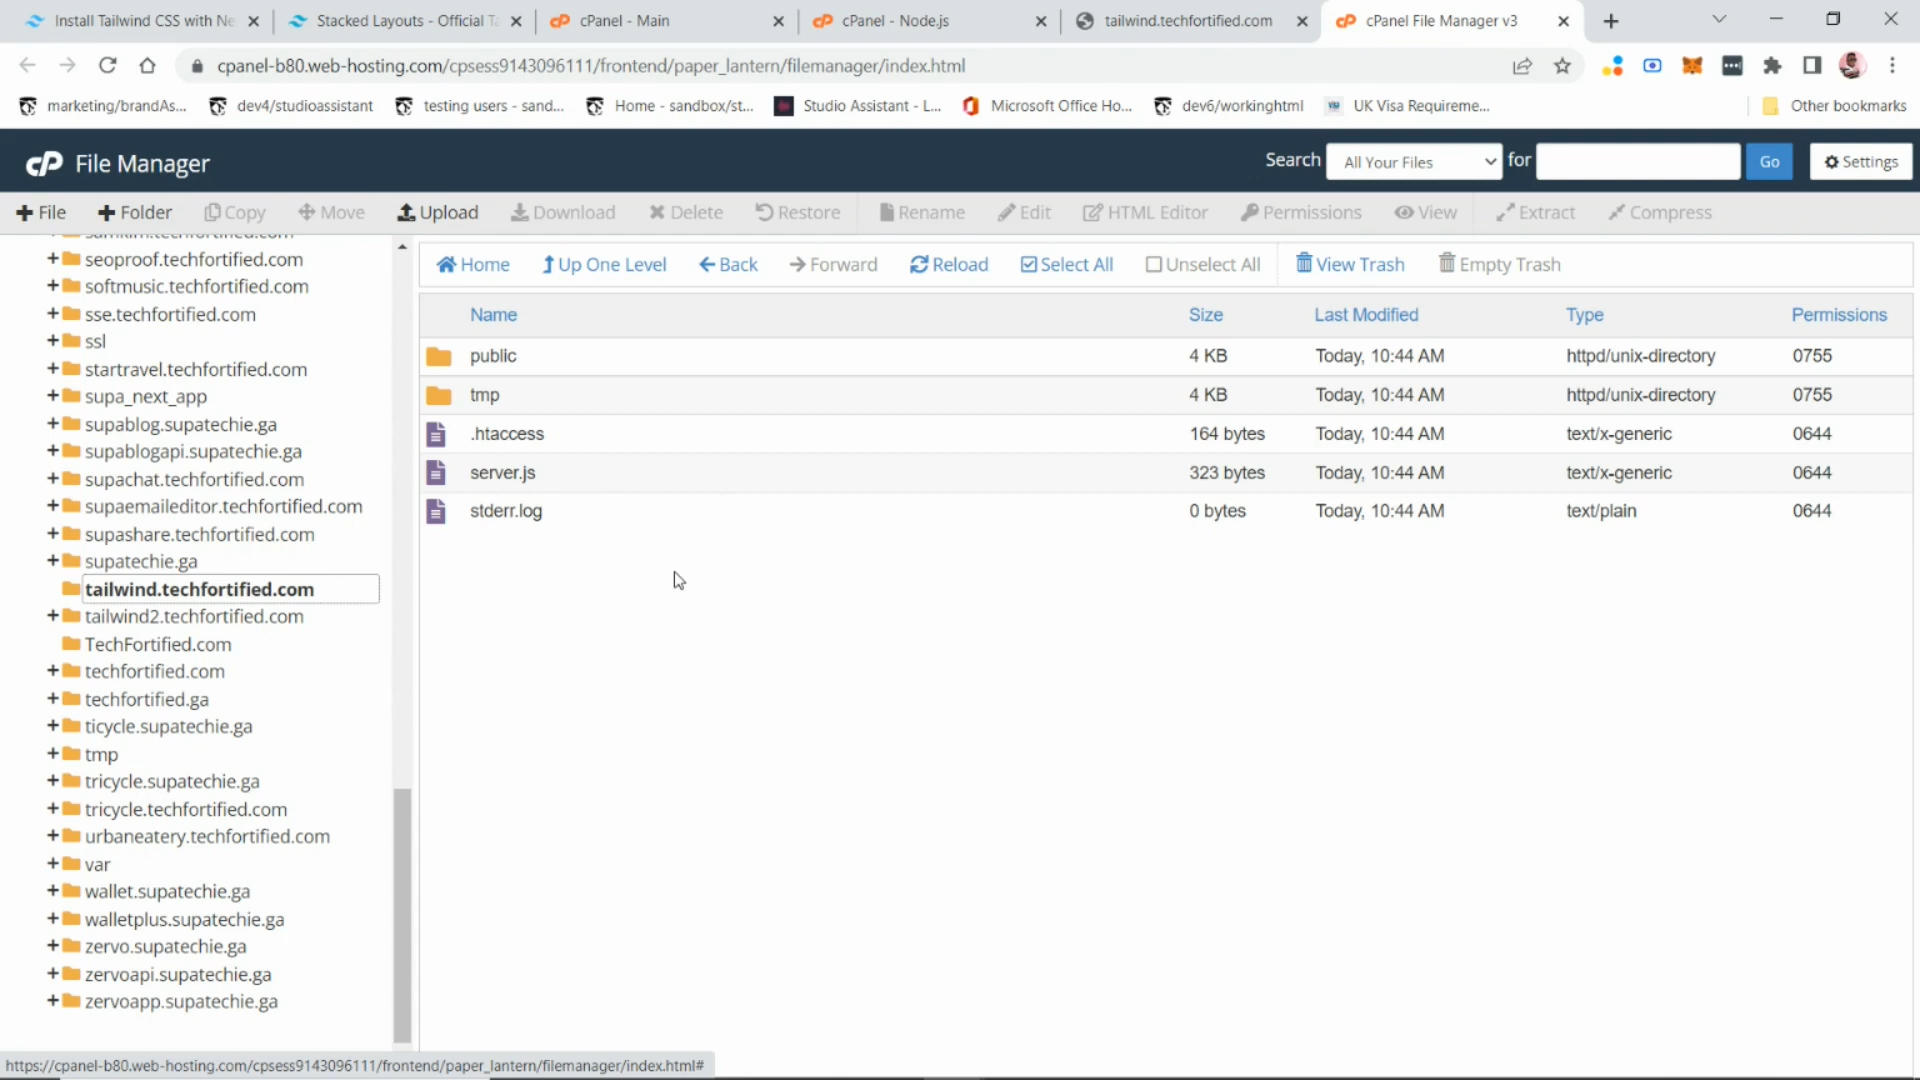 Install Tailwind CSS with Ne
Stacked Layouts - Official Ta
cPanel - Main
cPanel - Node.js
tailwind.techfortified.com
cPanel File Manager v3
cpanel-b80.web-hosting.com/cpsess9143096111/frontend/paper_lantern/filemanager/index.html
marketing/brandAs...
dev4/studioassistant
testing users - sand...
Home - sandbox/st...
Studio Assistant - L...
Microsoft Office Ho...
dev6/workinghtml
UK Visa Requireme...
Other bookmarks
cP File Manager
Search
All Your Files
for
Go
Settings
File
Folder
Copy
Move
Upload
Download
Delete
Restore
Rename
Edit
HTML Editor
Permissions
View
Extract
Compress
samkim.techfortified.com
seoproof.techfortified.com
softmusic.techfortified.com
sse.techfortified.com
ssl
startravel.techfortified.com
supa_next_app
supablog.supatechie.ga
supablogapi.supatechie.ga
supachat.techfortified.com
supaemaileditor.techfortified.com
supashare.techfortified.com
supatechie.ga
tailwind.techfortified.com
tailwind2.techfortified.com
TechFortified.com
techfortified.com
techfortified.ga
ticycle.supatechie.ga
tmp
tricycle.supatechie.ga
tricycle.techfortified.com
urbaneatery.techfortified.com
var
wallet.supatechie.ga
walletplus.supatechie.ga
zervo.supatechie.ga
zervoapi.supatechie.ga
zervoapp.supatechie.ga
Home
Up One Level
Back
Forward
Reload
Select All
Unselect All
View Trash
Empty Trash
Name Size Last Modified Type Permissions
public 4 KB Today, 10:44 AM httpd/unix-directory 0755
tmp 4 KB Today, 10:44 AM httpd/unix-directory 0755
.htaccess 164 bytes Today, 10:44 AM text/x-generic 0644
server.js 323 bytes Today, 10:44 AM text/x-generic 0644
stderr.log 0 bytes Today, 10:44 AM text/plain 0644
https://cpanel-b80.web-hosting.com/cpsess9143096111/frontend/paper_lantern/filemanager/index.html#